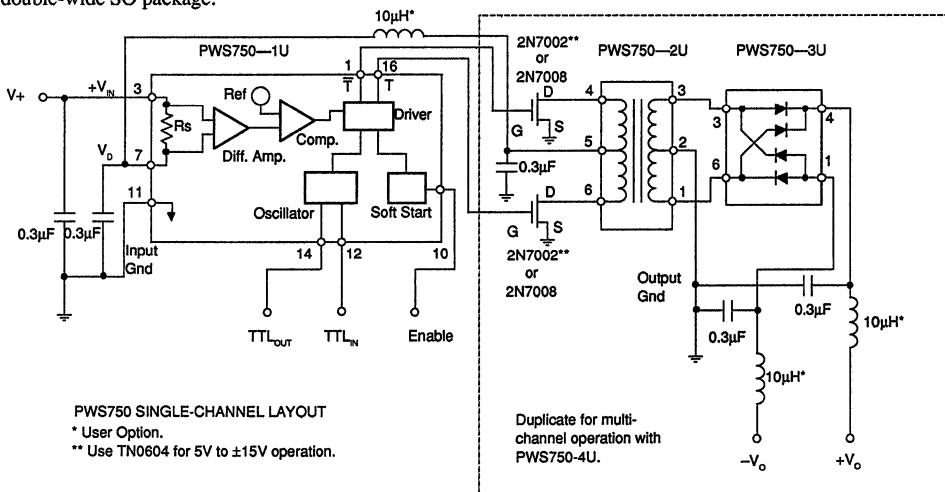 double-wide SO package.
10μH*
PWS750—1U
2N7002**
or
2N7008
PWS750—2U
PWS750—3U
V+
+VIN
3
1
T̅
16
T
Ref
Rs
Diff. Amp.
Comp.
Driver
VD
7
11
Oscillator
Soft Start
0.3μF
0.3μF
Input
Gnd
14
12
10
TTLOUT
TTLIN
Enable
D
G
S
0.3μF
D
G
S
2N7002**
or
2N7008
4
5
6
3
2
1
3
6
4
1
Output
Gnd
0.3μF
0.3μF
10μH*
10μH*
–VO
+VO
PWS750 SINGLE-CHANNEL LAYOUT
* User Option.
** Use TN0604 for 5V to ±15V operation.
Duplicate for multi-
channel operation with
PWS750-4U.